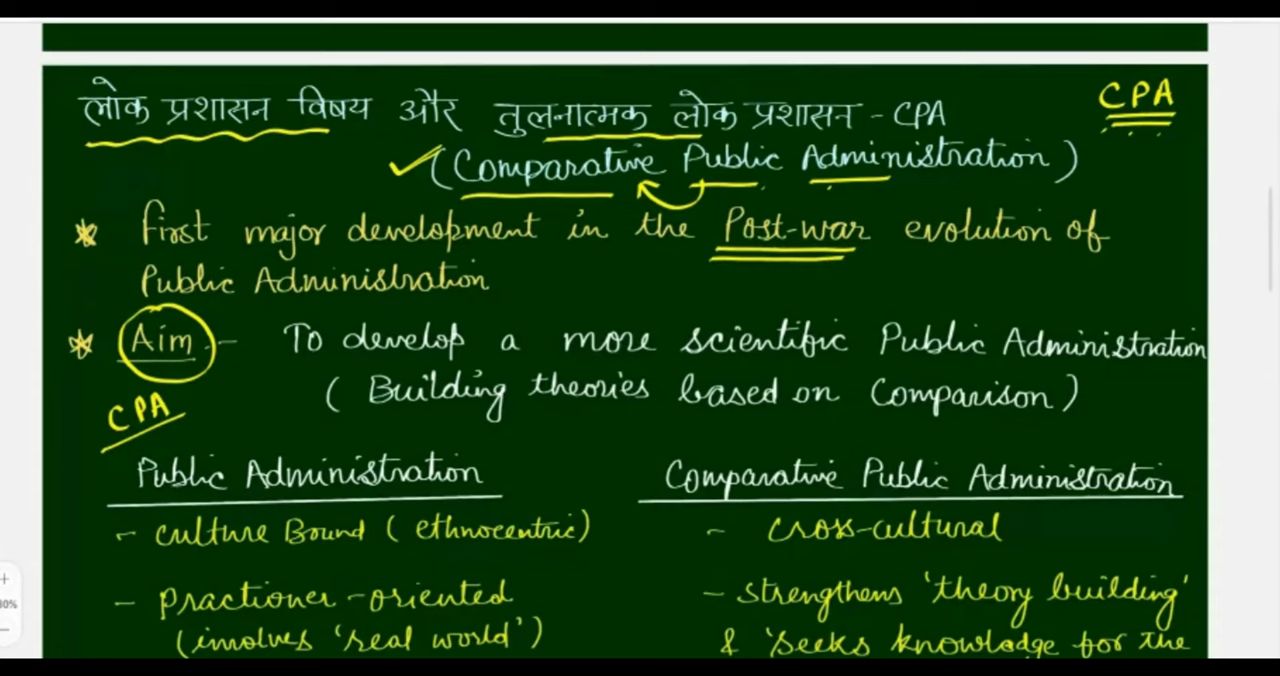 लोक प्रशासन विषय और तुलनात्मक लोक प्रशासन - CPA
CPA
(Comparative Public Administration)
* First major development in the Post-war evolution of
Public Administration
* Aim - To develop a more scientific Public Administration
(Building theories based on Comparison)
CPA
Public Administration
- Culture Bound (ethnocentric)
- Practioner-oriented
(involves 'real world')
Comparative Public Administration
- Cross-cultural
- Strengthens 'theory building'
& 'Seeks knowledge for the